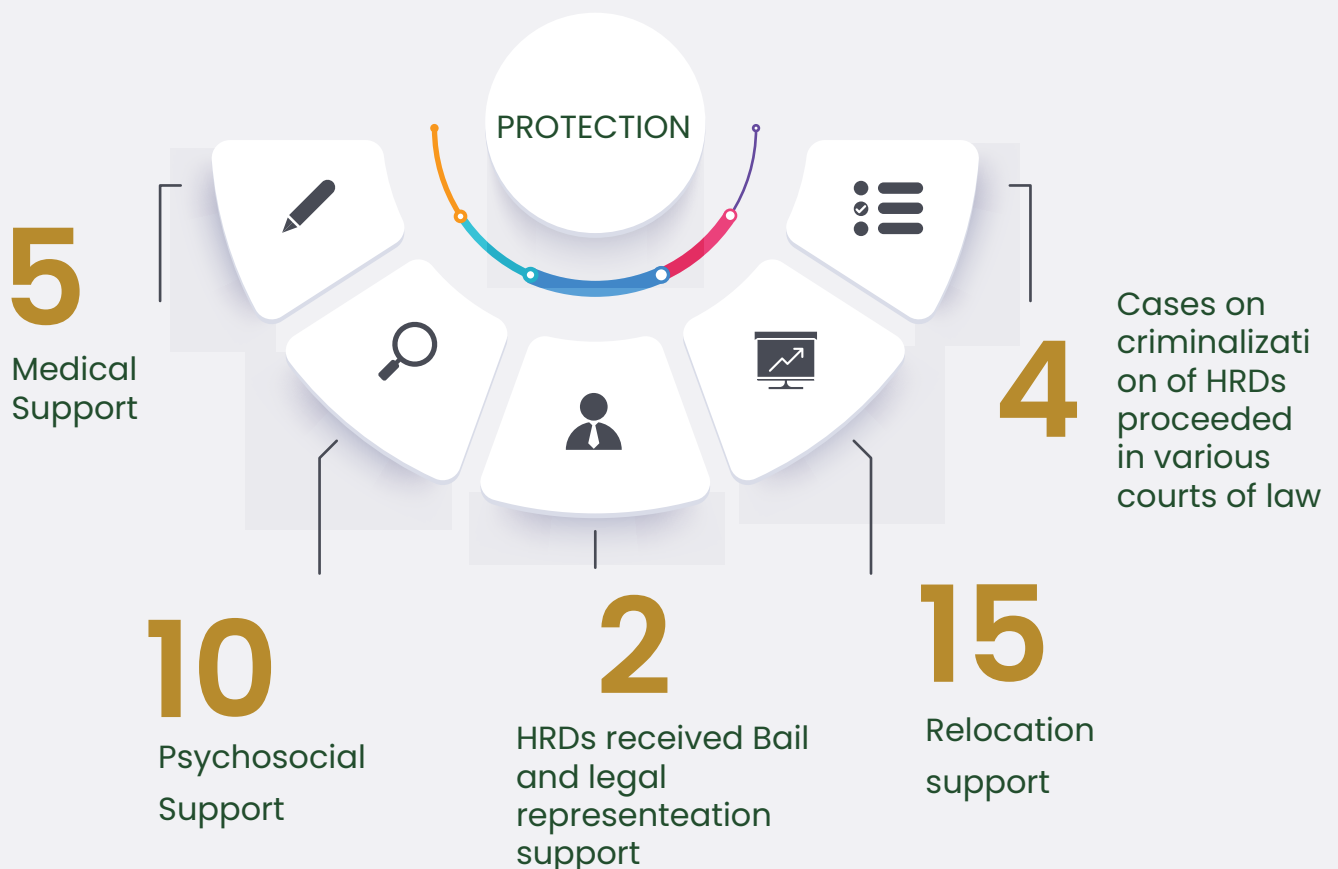 PROTECTION
5
Medical
Support
10
Psychosocial
Support
2
HRDs received Bail
and legal
representeation
support
15
Relocation
support
4
Cases on
criminalizati
on of HRDs
proceeded
in various
courts of law